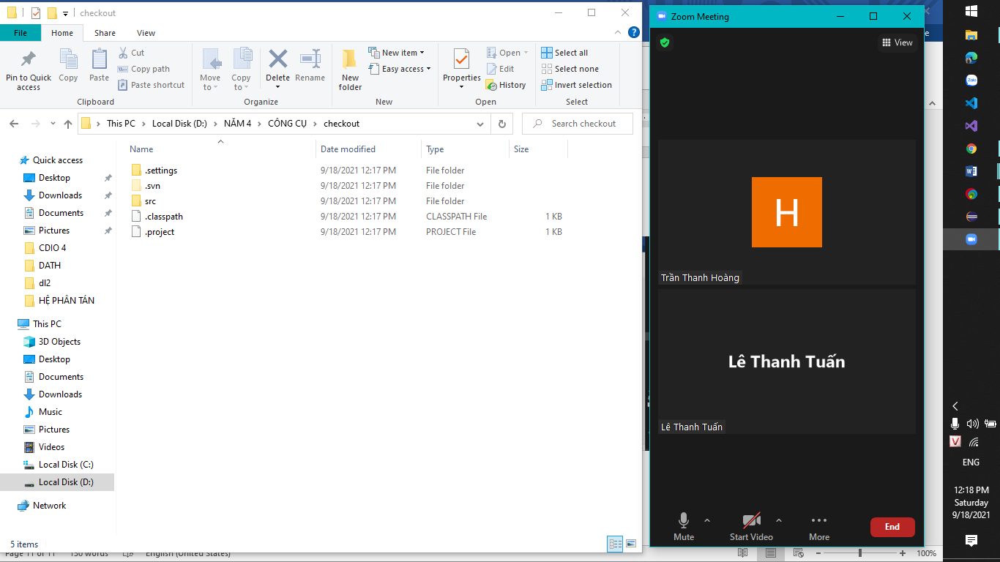 checkout
File Home Share View
Pin to Quick access
Copy
Paste
Cut
Copy path
Paste shortcut
Clipboard
Move to
Copy to
Delete
Rename
Organize
New folder
New item
Easy access
New
Properties
Open
Edit
History
Open
Select all
Select none
Invert selection
Select
This PC > Local Disk (D:) > NĂM 4 > CÔNG CỤ > checkout
Search checkout
Name Date modified Type Size
.settings 9/18/2021 12:17 PM File folder
.svn 9/18/2021 12:17 PM File folder
src 9/18/2021 12:17 PM File folder
.classpath 9/18/2021 12:17 PM CLASSPATH File 1 KB
.project 9/18/2021 12:17 PM PROJECT File 1 KB
Quick access
Desktop
Downloads
Documents
Pictures
CDIO 4
DATH
dl2
HỆ PHÂN TÁN
This PC
3D Objects
Desktop
Documents
Downloads
Music
Pictures
Videos
Local Disk (C:)
Local Disk (D:)
Network
5 items
Zoom Meeting
View
H
Trần Thanh Hoàng
Lê Thanh Tuấn
Lê Thanh Tuấn
Mute
Start Video
More
End
Page 11 of 11 150 words English (United States)
100%
Zalo
ENG
12:18 PM
Saturday
9/18/2021